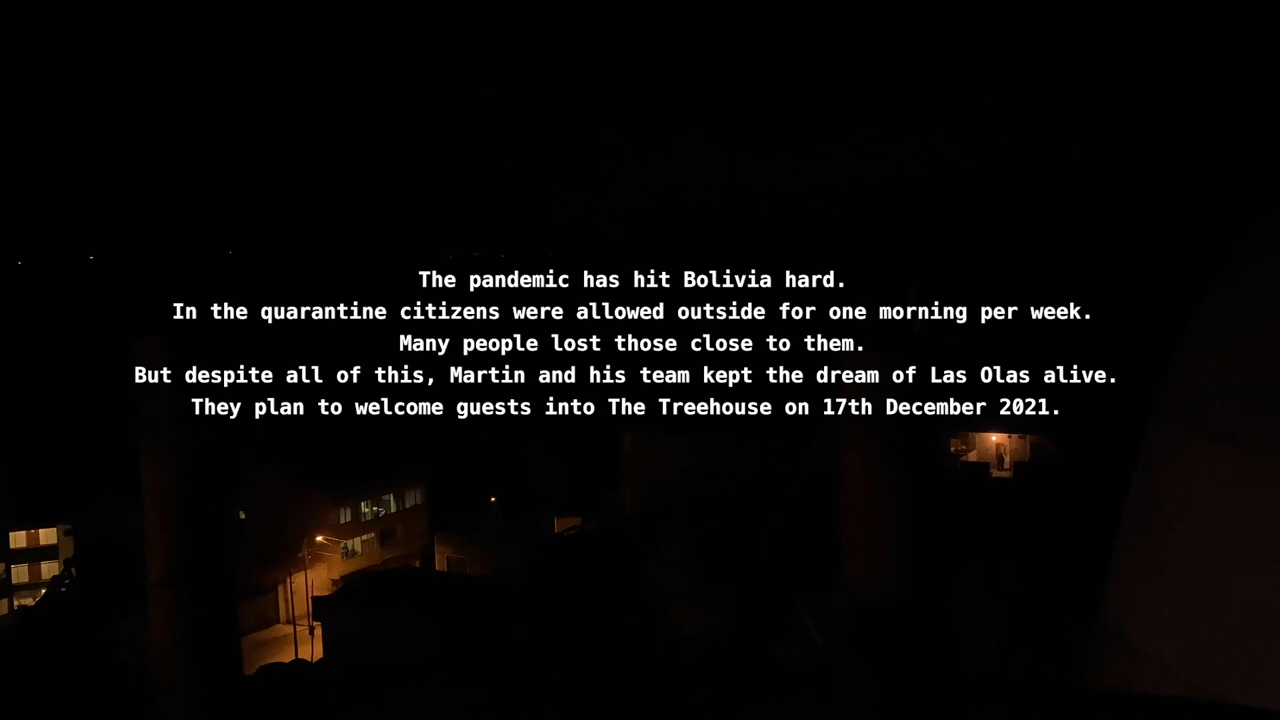 The pandemic has hit Bolivia hard.
In the quarantine citizens were allowed outside for one morning per week.
Many people lost those close to them.
But despite all of this, Martin and his team kept the dream of Las Olas alive.
They plan to welcome guests into The Treehouse on 17th December 2021.